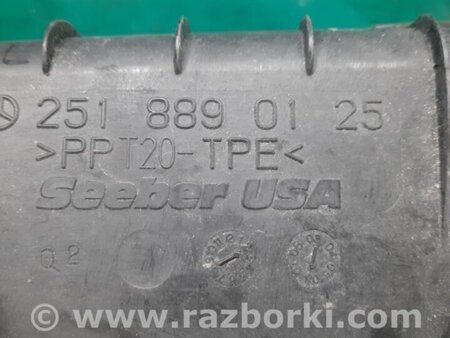 251 889 01 25
>PPT20-TPE<
Seeber USA
Q2
www.razborki.com